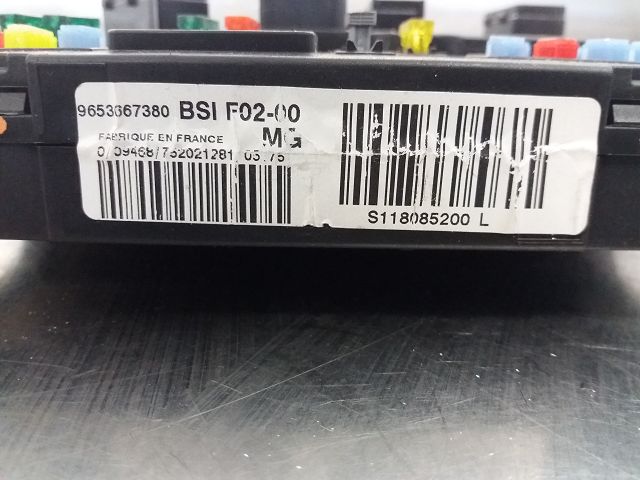 9653667380 BSI F02-00
MG
FABRIQUE EN FRANCE
S118085200 L